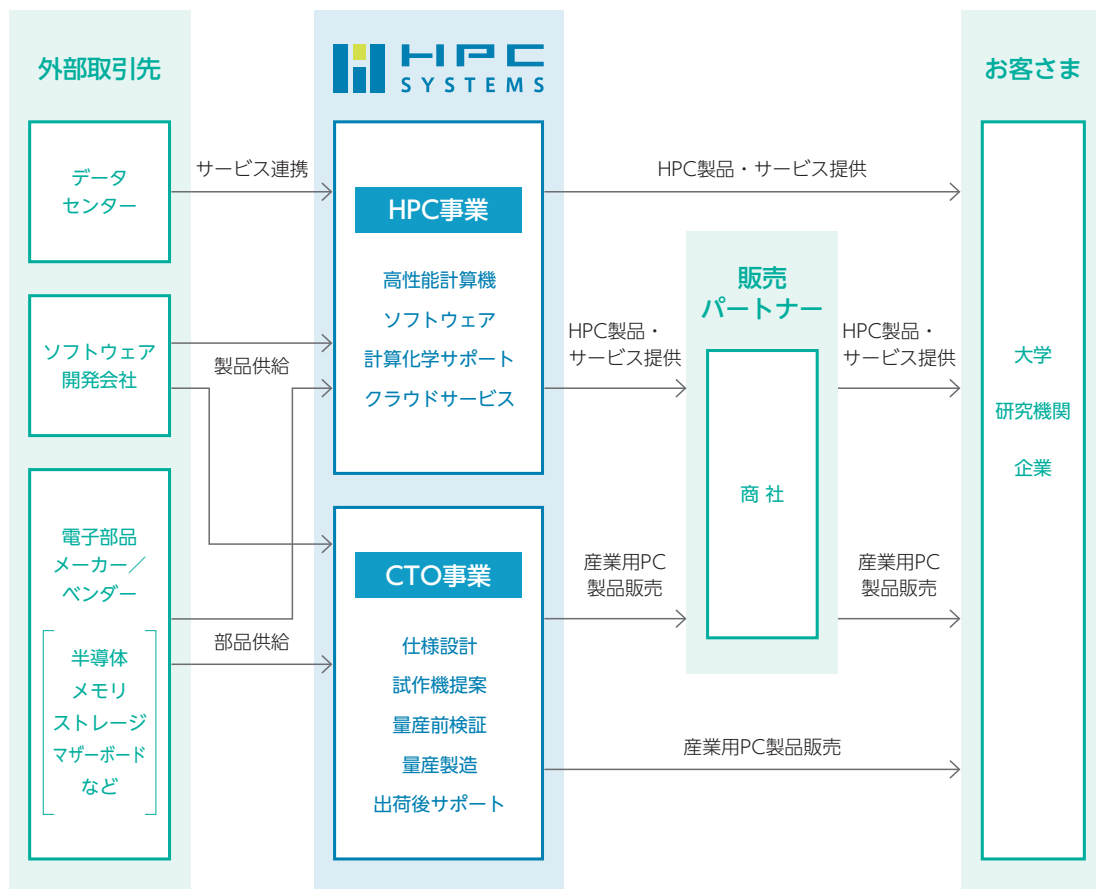 外部取引先
データ
センター
ソフトウェア
開発会社
電子部品
メーカー／
ベンダー
半導体
メモリ
ストレージ
マザーボード
など
サービス連携
製品供給
部品供給
HPC
SYSTEMS
HPC事業
高性能計算機
ソフトウェア
計算化学サポート
クラウドサービス
CTO事業
仕様設計
試作機提案
量産前検証
量産製造
出荷後サポート
HPC製品・サービス提供
HPC製品・
サービス提供
産業用PC
製品販売
産業用PC製品販売
販売
パートナー
商 社
HPC製品・
サービス提供
産業用PC
製品販売
お客さま
大学
研究機関
企業